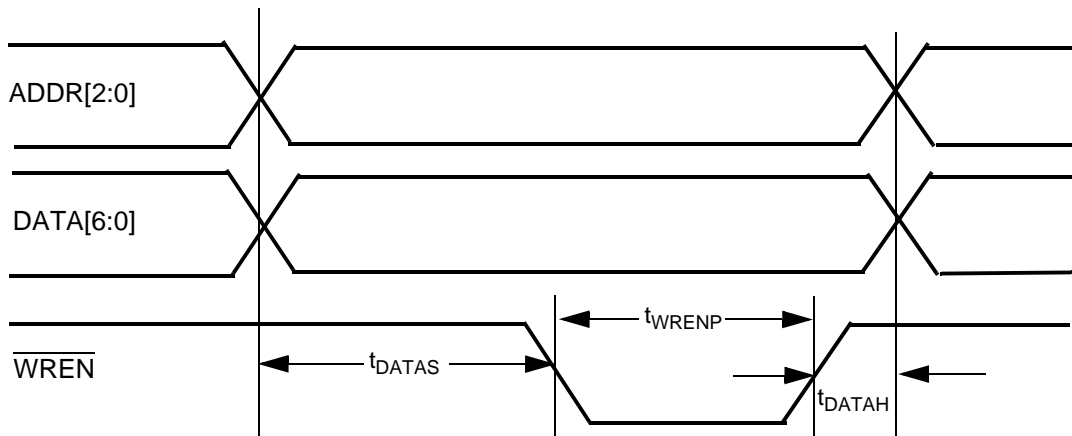 ADDR[2:0]
DATA[6:0]
tWRENP
WREN
tDATAS
tDATAH